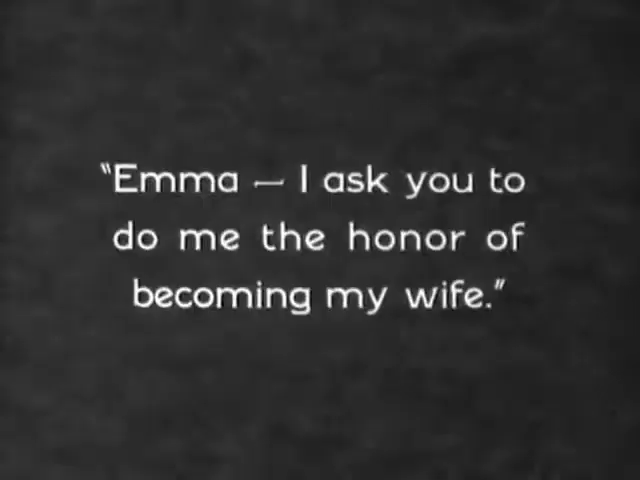 "Emma — I ask you to
do me the honor of
becoming my wife."